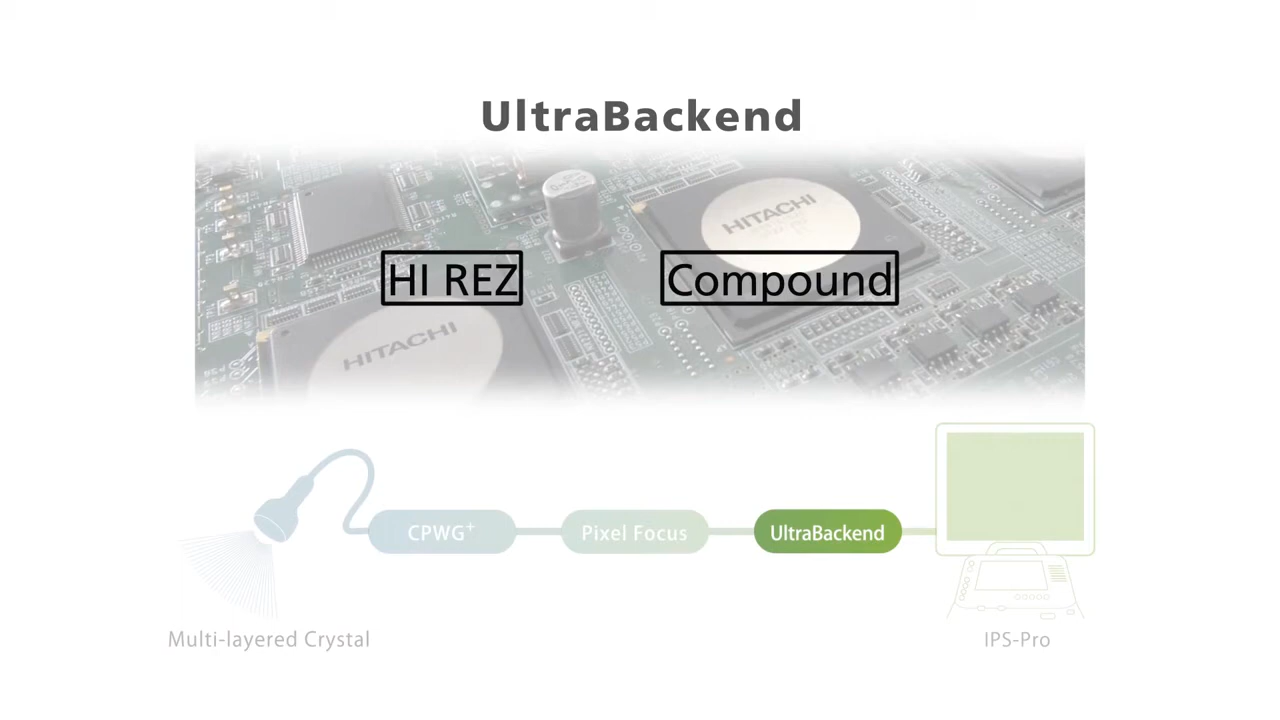 UltraBackend
HITACHI
HI REZ
Compound
HITACHI
CPWG+
Pixel Focus
UltraBackend
Multi-layered Crystal
IPS-Pro